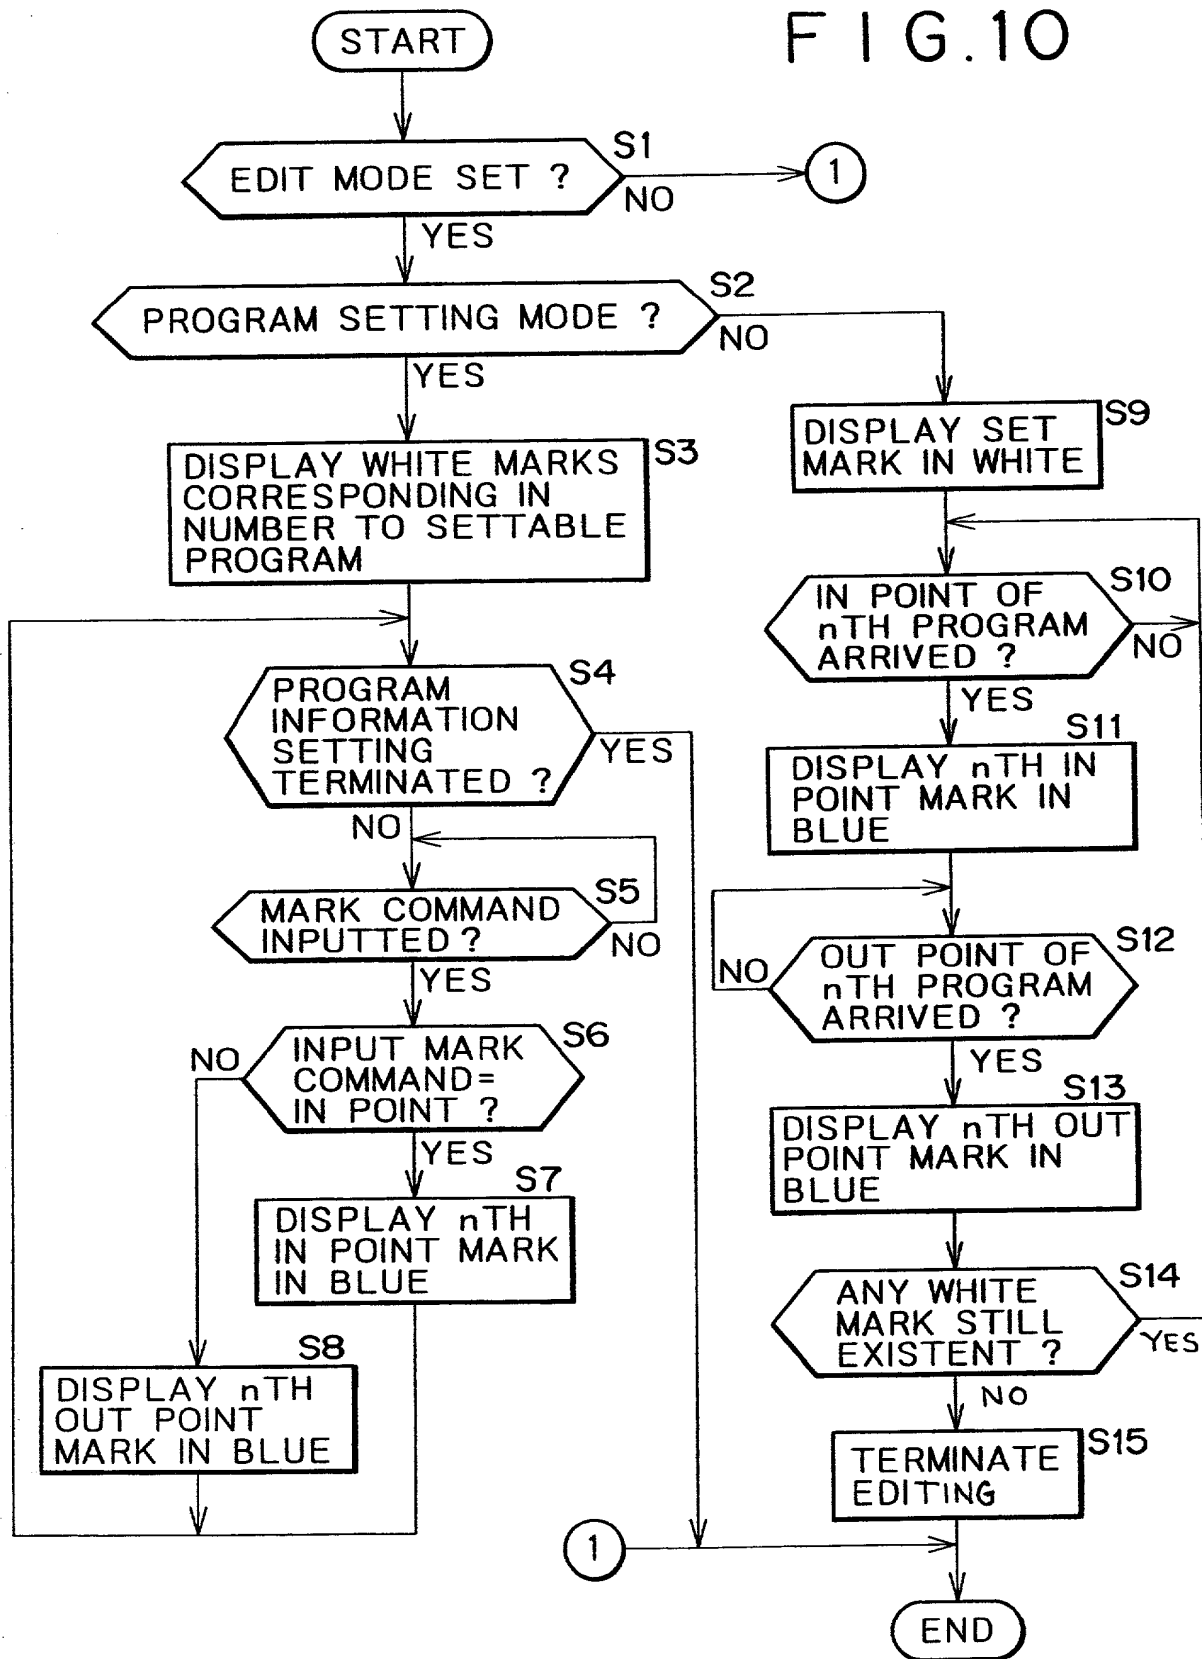 FIG.10
START
S1
EDIT MODE SET ?
NO
1
YES
S2
PROGRAM SETTING MODE ?
NO
YES
S3
DISPLAY WHITE MARKS
CORRESPONDING IN
NUMBER TO SETTABLE
PROGRAM
S4
PROGRAM
INFORMATION
SETTING
TERMINATED ?
YES
NO
S5
MARK COMMAND
INPUTTED ?
NO
YES
S6
INPUT MARK
COMMAND=
IN POINT ?
NO
YES
S7
DISPLAY nTH
IN POINT MARK
IN BLUE
S8
DISPLAY nTH
OUT POINT
MARK IN BLUE
S9
DISPLAY SET
MARK IN WHITE
S10
IN POINT OF
nTH PROGRAM
ARRIVED ?
NO
YES
S11
DISPLAY nTH IN
POINT MARK IN
BLUE
S12
OUT POINT OF
nTH PROGRAM
ARRIVED ?
NO
YES
S13
DISPLAY nTH OUT
POINT MARK IN
BLUE
S14
ANY WHITE
MARK STILL
EXISTENT ?
YES
NO
S15
TERMINATE
EDITING
1
END